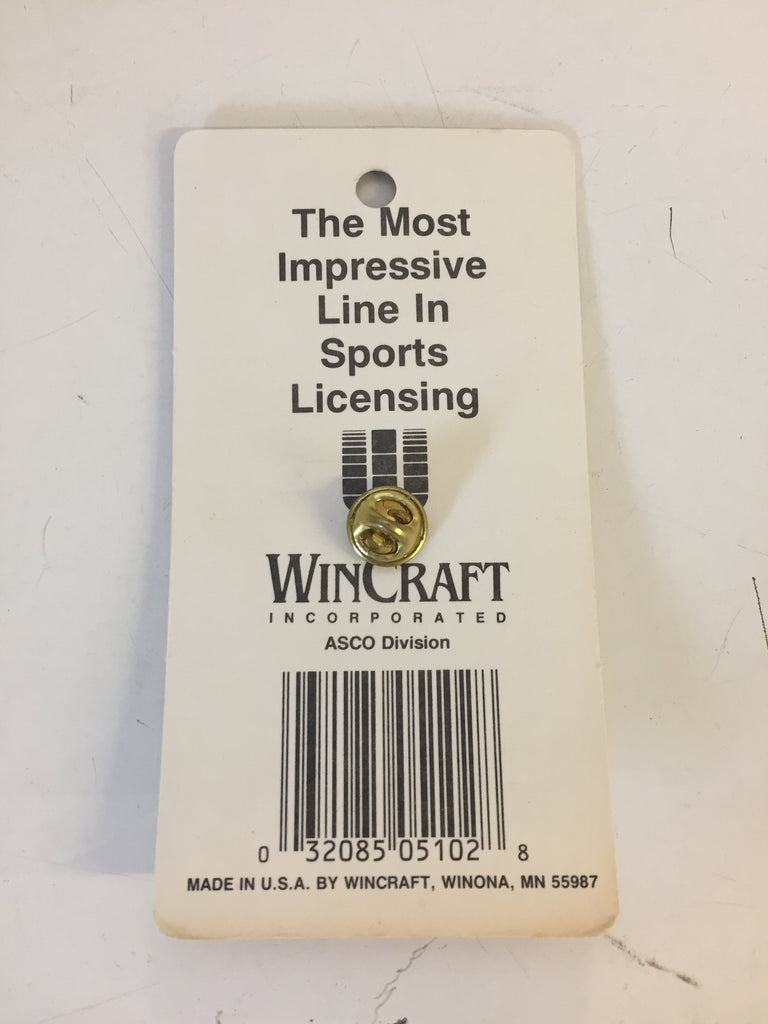 The Most
Impressive
Line In
Sports
Licensing
WINCRAFT
INCORPORATED
ASCO Division
0 32085 05102 8
MADE IN U.S.A. BY WINCRAFT, WINONA, MN 55987